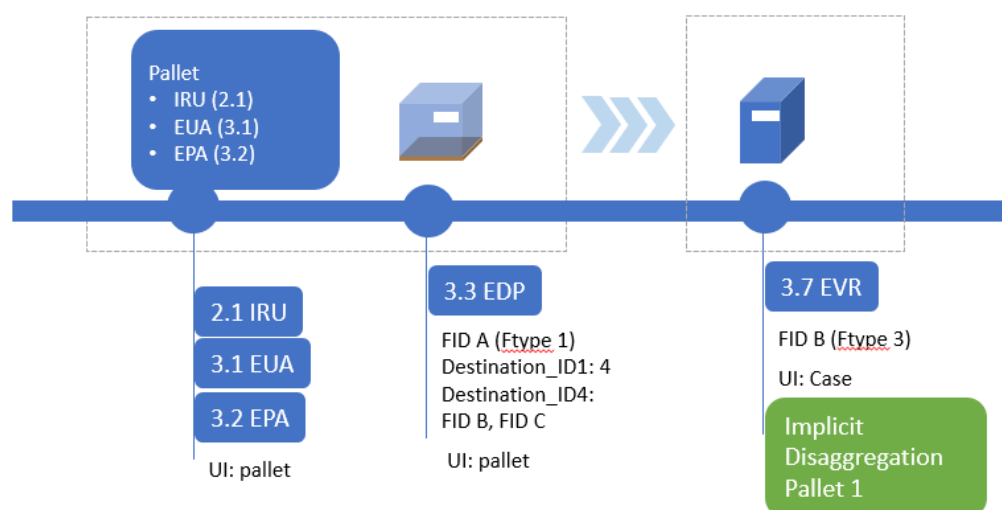 Pallet
• IRU (2.1)
• EUA (3.1)
• EPA (3.2)
2.1 IRU
3.1 EUA
3.2 EPA
UI: pallet
3.3 EDP
FID A (Ftype 1)
Destination_ID1: 4
Destination_ID4:
FID B, FID C
UI: pallet
3.7 EVR
FID B (Ftype 3)
UI: Case
Implicit
Disaggregation
Pallet 1